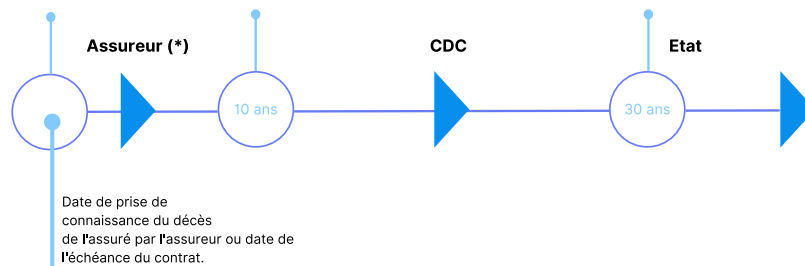 Assureur (*)
CDC
Etat
10 ans
30 ans
Date de prise de
connaissance du décès
de l'assuré par l'assureur ou date de
l'échéance du contrat.